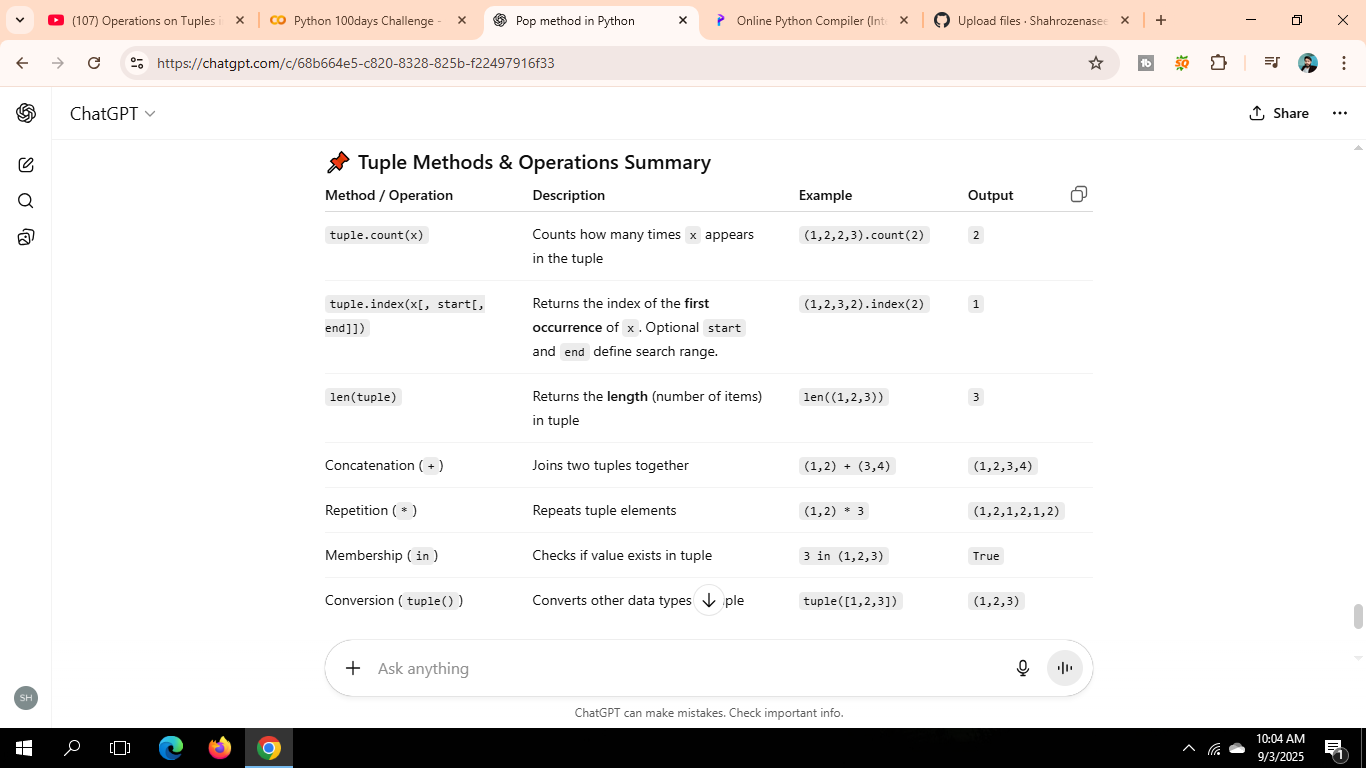 (107) Operations on Tuples i
Python 100days Challenge -
Pop method in Python
Online Python Compiler (Inte
Upload files · Shahrozenasee
https://chatgpt.com/c/68b664e5-c820-8328-825b-f22497916f33
ChatGPT
Share
📌 Tuple Methods & Operations Summary
Method / Operation Description Example Output
tuple.count(x) Counts how many times x appears (1,2,2,3).count(2) 2
in the tuple
tuple.index(x[, start[, Returns the index of the first (1,2,3,2).index(2) 1
end]]) occurrence of x. Optional start
and end define search range.
len(tuple) Returns the length (number of items) len((1,2,3)) 3
in tuple
Concatenation (+) Joins two tuples together (1,2) + (3,4) (1,2,3,4)
Repetition (*) Repeats tuple elements (1,2) * 3 (1,2,1,2,1,2)
Membership (in) Checks if value exists in tuple 3 in (1,2,3) True
Conversion (tuple()) Converts other data types ple tuple([1,2,3]) (1,2,3)
Ask anything
SH
ChatGPT can make mistakes. Check important info.
10:04 AM
9/3/2025
1